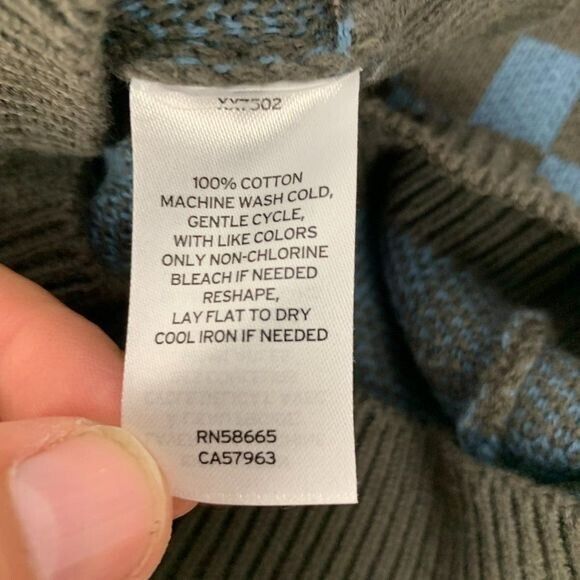 XX7502
100% COTTON
MACHINE WASH COLD,
GENTLE CYCLE,
WITH LIKE COLORS
ONLY NON-CHLORINE
BLEACH IF NEEDED
RESHAPE,
LAY FLAT TO DRY
COOL IRON IF NEEDED
RN58665
CA57963